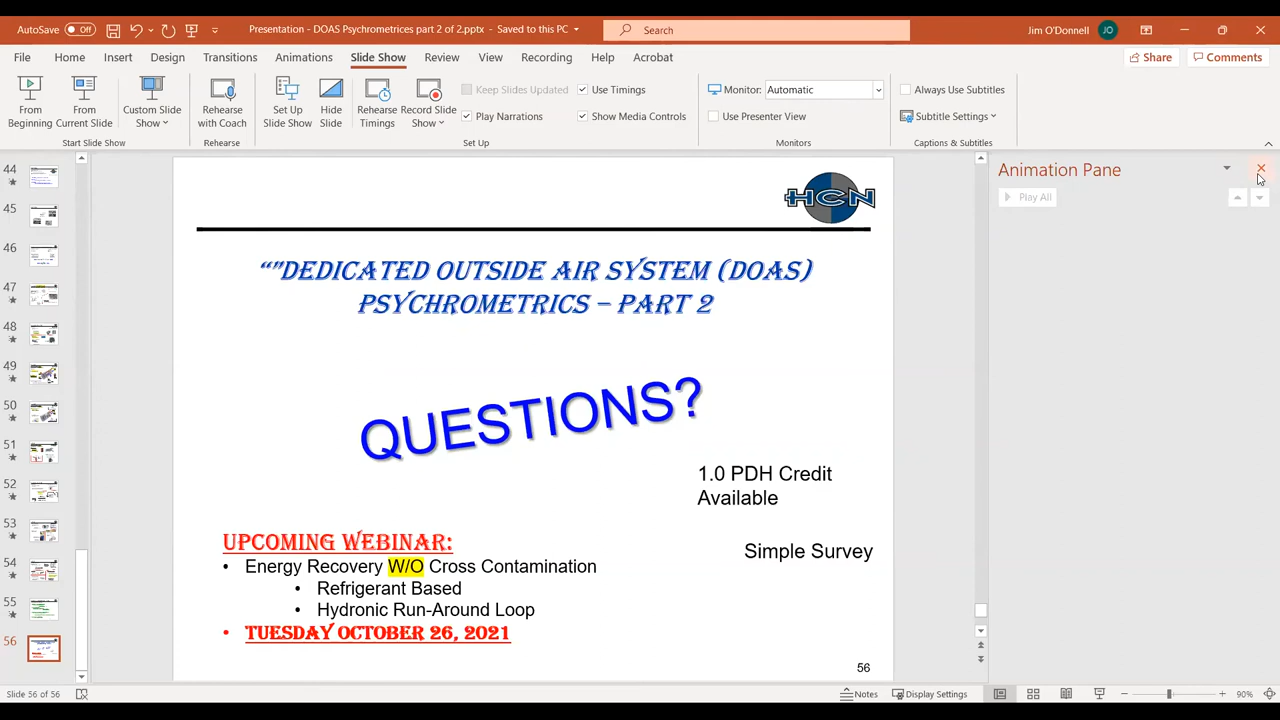 AutoSave Off
Presentation - DOAS Psychrometrices part 2 of 2.pptx - Saved to this PC
Search
Jim O'Donnell JO
File Home Insert Design Transitions Animations Slide Show Review View Recording Help Acrobat
Share Comments
From Beginning
From Current Slide
Custom Slide Show
Rehearse with Coach
Set Up Slide Show
Hide Slide
Rehearse Timings
Record Slide Show
Keep Slides Updated
Play Narrations
Use Timings
Show Media Controls
Monitor: Automatic
Use Presenter View
Always Use Subtitles
Subtitle Settings
Start Slide Show Rehearse Set Up Monitors Captions & Subtitles
44
45
46
47
48
49
50
51
52
53
54
55
56
HCN
“”DEDICATED OUTSIDE AIR SYSTEM (DOAS)
PSYCHROMETRICS – PART 2
QUESTIONS?
1.0 PDH Credit
Available
Simple Survey
UPCOMING WEBINAR:
• Energy Recovery W/O Cross Contamination
• Refrigerant Based
• Hydronic Run-Around Loop
• TUESDAY OCTOBER 26, 2021
56
Animation Pane
Play All
Slide 56 of 56
Notes Display Settings 90%